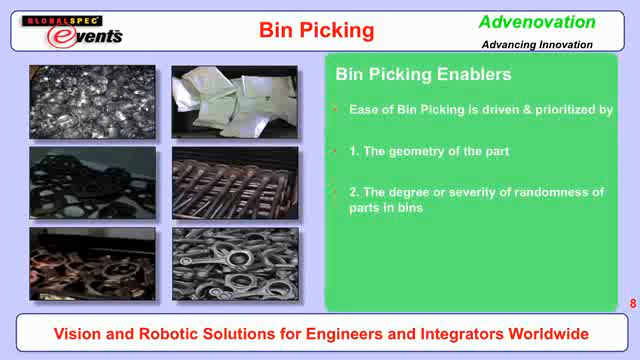 GLOBALSPEC
events
Bin Picking
Advenovation
Advancing Innovation
Bin Picking Enablers
Ease of Bin Picking is driven & prioritized by
1. The geometry of the part
2. The degree or severity of randomness of
parts in bins
8
Vision and Robotic Solutions for Engineers and Integrators Worldwide